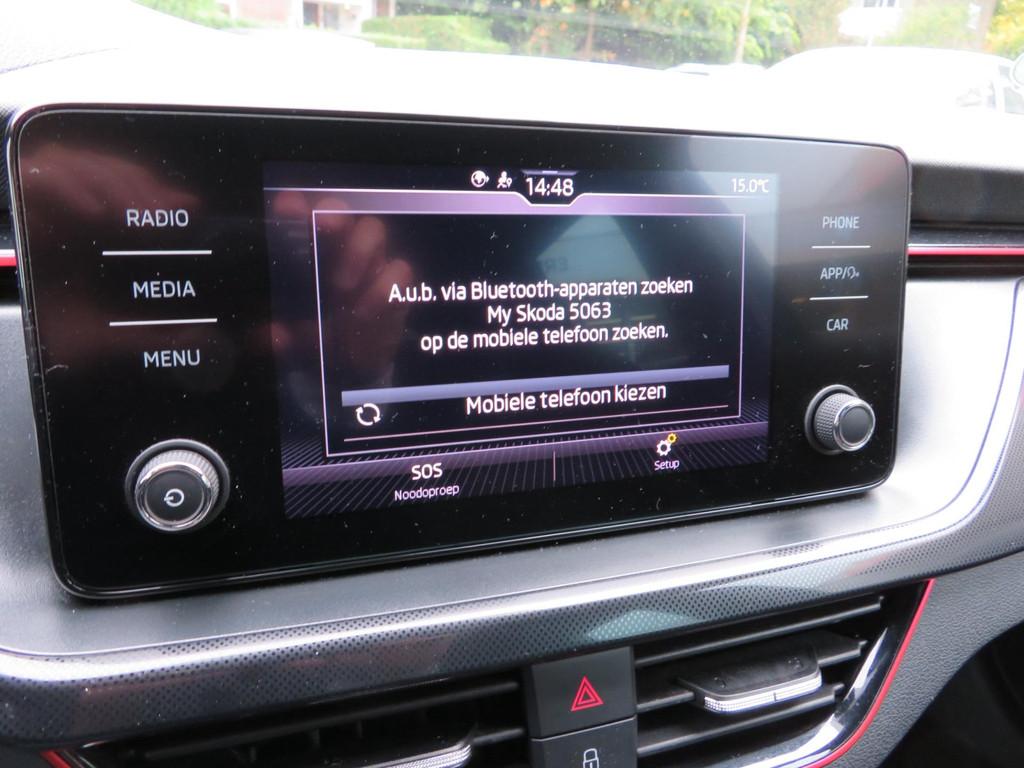 14:48
15.0°C
RADIO
MEDIA
MENU
A.u.b. via Bluetooth-apparaten zoeken
My Skoda 5063
op de mobiele telefoon zoeken.
Mobiele telefoon kiezen
SOS
Noodoproep
Setup
PHONE
APP/
CAR